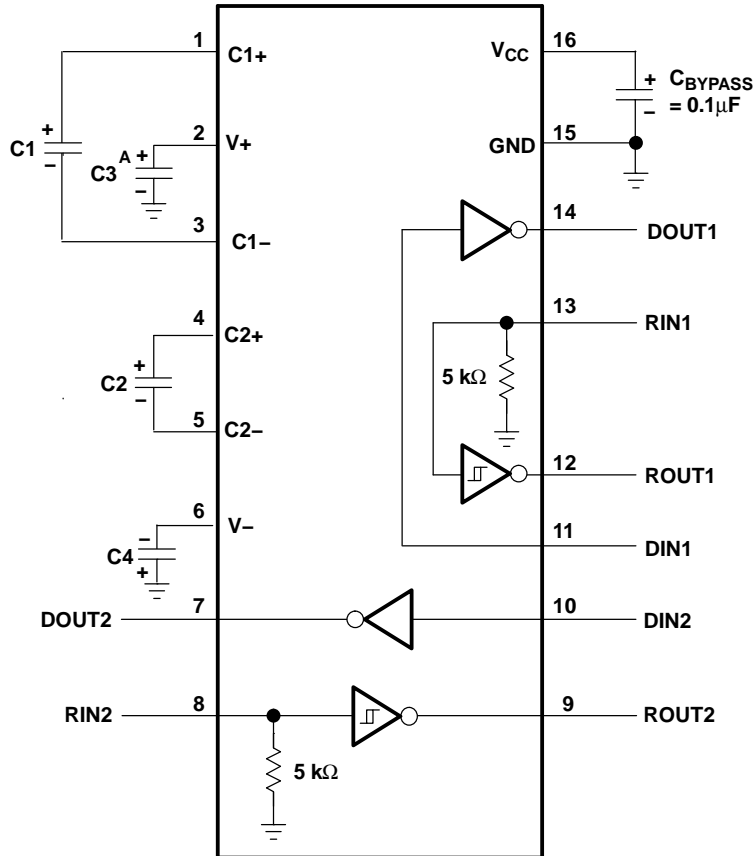 1
C1+
VCC
16
+
CBYPASS
= 0.1μF
−
+
C1
−
2
V+
A
+
C3
−
GND
15
3
C1−
14
DOUT1
4
C2+
13
RIN1
+
C2
−
5 kΩ
5
C2−
12
ROUT1
6
V−
−
C4
+
11
DIN1
DOUT2
7
10
DIN2
RIN2
8
9
ROUT2
5 kΩ